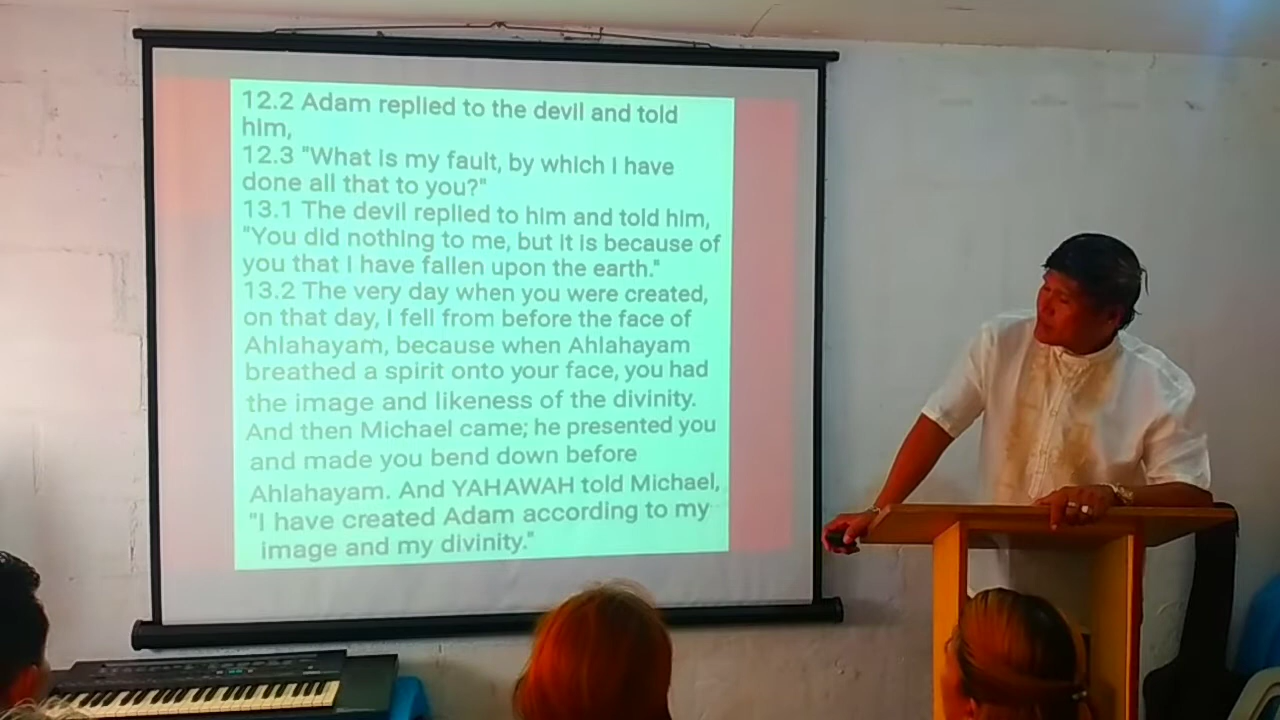 12.2 Adam replied to the devil and told
him,
12.3 "What is my fault, by which I have
done all that to you?"
13.1 The devil replied to him and told him,
"You did nothing to me, but it is because of
you that I have fallen upon the earth."
13.2 The very day when you were created,
on that day, I fell from before the face of
Ahlahayam, because when Ahlahayam
breathed a spirit onto your face, you had
the image and likeness of the divinity.
And then Michael came; he presented you
and made you bend down before
Ahlahayam. And YAHAWAH told Michael,
"I have created Adam according to my
image and my divinity."